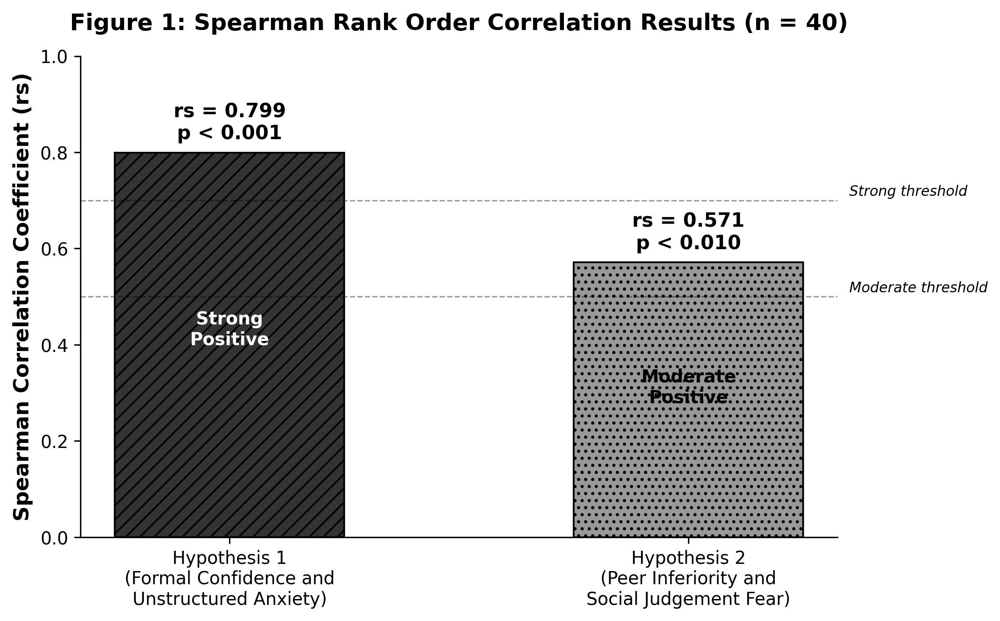 Figure 1: Spearman Rank Order Correlation Results (n = 40)
Spearman Correlation Coefficient (rs)
1.0
0.8
0.6
0.4
0.2
0.0
rs = 0.799
p < 0.001
Strong
Positive
rs = 0.571
p < 0.010
Moderate
Positive
Strong threshold
Moderate threshold
Hypothesis 1
(Formal Confidence and
Unstructured Anxiety)
Hypothesis 2
(Peer Inferiority and
Social Judgement Fear)